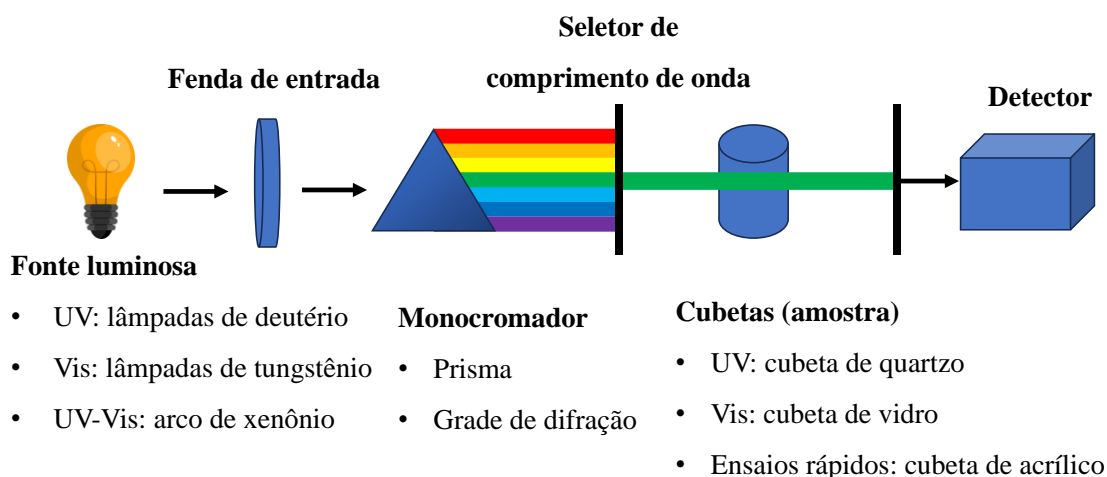 Seletor de
comprimento de onda
Fenda de entrada
Detector
Fonte luminosa
• UV: lâmpadas de deutério
• Vis: lâmpadas de tungstênio
• UV-Vis: arco de xenônio
Monocromador
• Prisma
• Grade de difração
Cubetas (amostra)
• UV: cubeta de quartzo
• Vis: cubeta de vidro
• Ensaios rápidos: cubeta de acrílico